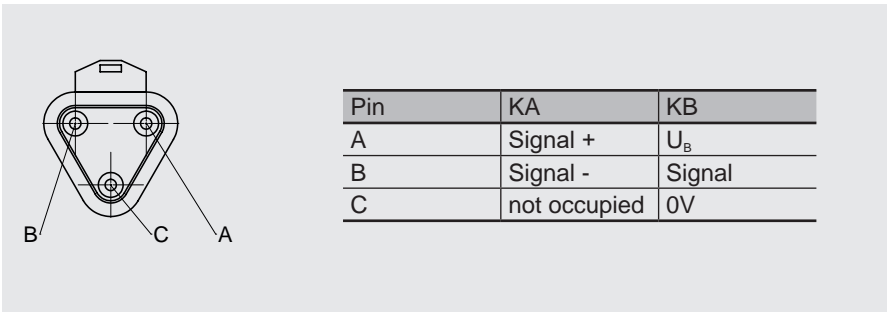 Pin KA KB
A Signal + U_B
B Signal - Signal
C not occupied 0V
B C A